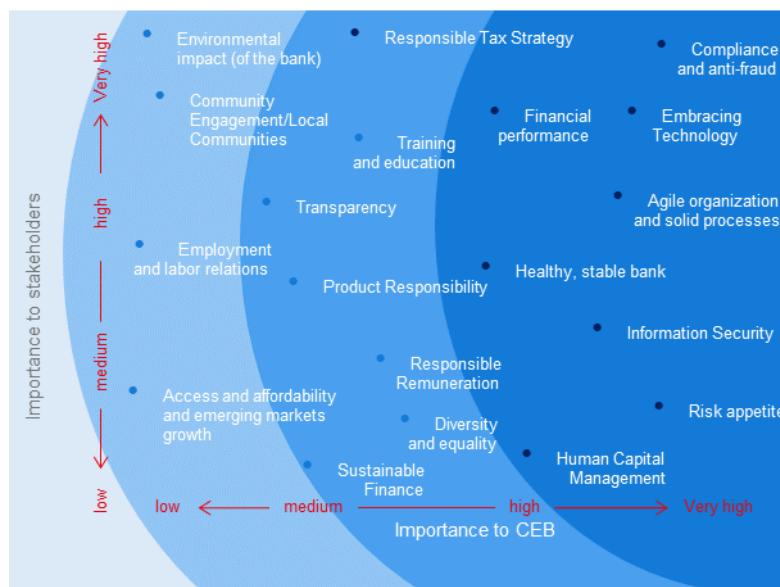 Environmental
impact (of the bank)
Responsible Tax Strategy
Compliance
and anti-fraud
Very high
Community
Engagement/Local
Communities
Financial
performance
Embracing
Technology
Training
and education
high
Transparency
Agile organization
and solid processes
Importance to stakeholders
Employment
and labor relations
Product Responsibility
Healthy, stable bank
Information Security
medium
Responsible
Remuneration
Access and affordability
and emerging markets
growth
Risk appetite
Diversity
and equality
Human Capital
Management
Sustainable
Finance
low
low
medium
high
Very high
Importance to CEB